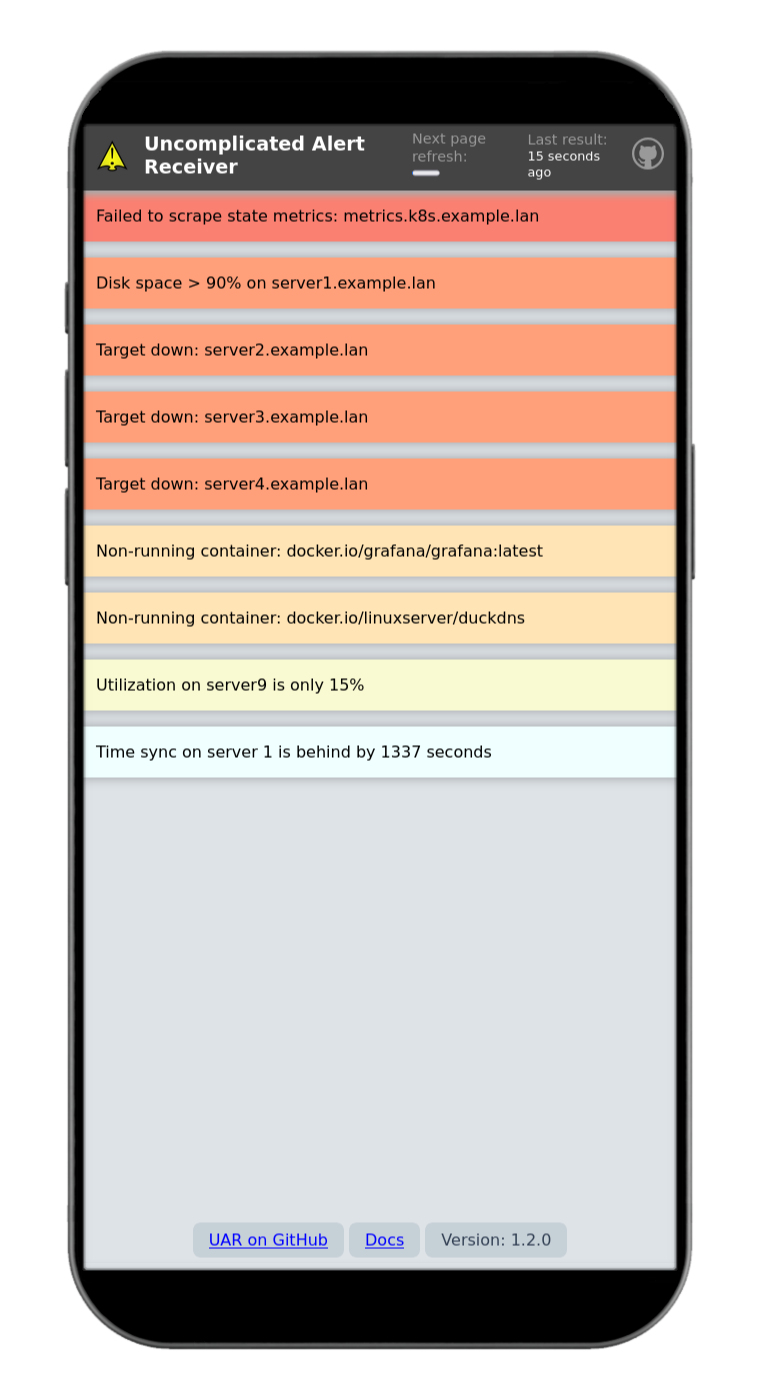 Uncomplicated Alert
Receiver
Next page
refresh:
Last result:
15 seconds
ago
Failed to scrape state metrics: metrics.k8s.example.lan
Disk space > 90% on server1.example.lan
Target down: server2.example.lan
Target down: server3.example.lan
Target down: server4.example.lan
Non-running container: docker.io/grafana/grafana:latest
Non-running container: docker.io/linuxserver/duckdns
Utilization on server9 is only 15%
Time sync on server 1 is behind by 1337 seconds
UAR on GitHub Docs Version: 1.2.0